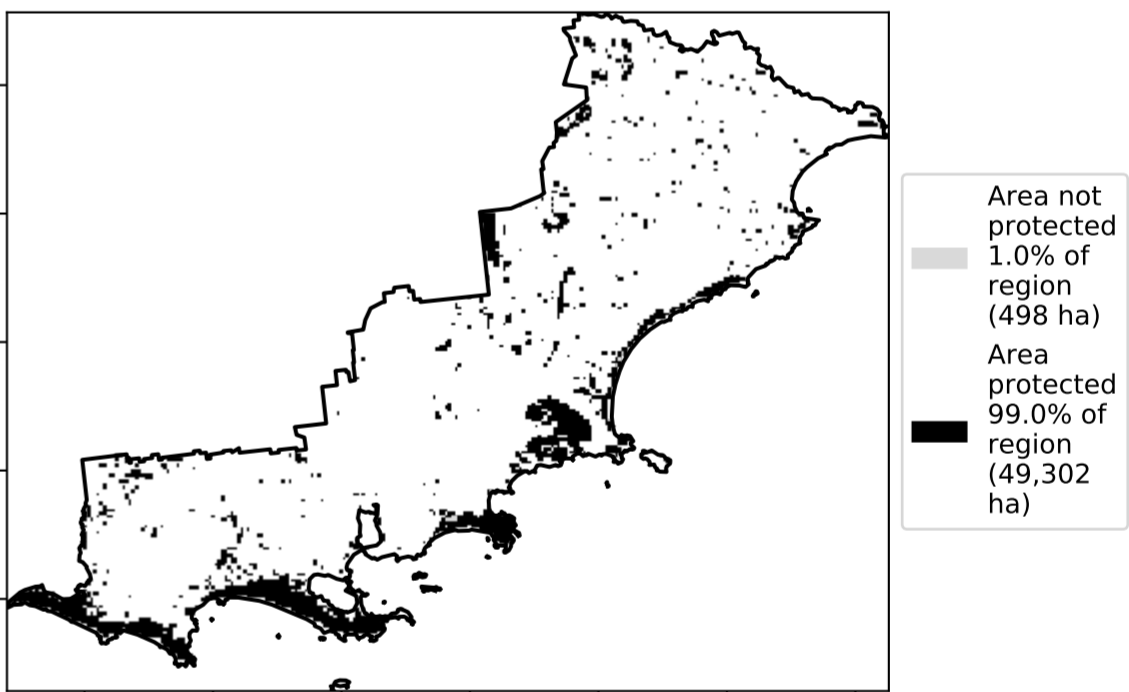 Area not
protected
1.0% of
region
(498 ha)
Area
protected
99.0% of
region
(49,302
ha)